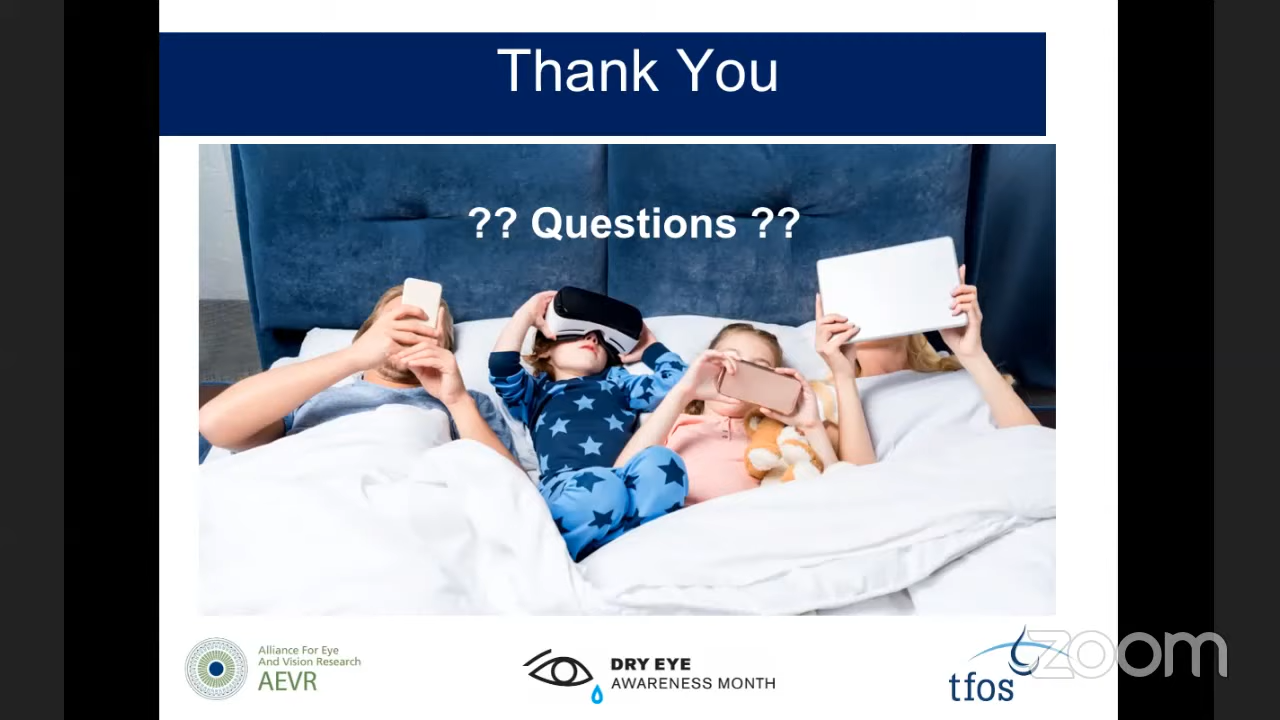 Thank You
?? Questions ??
Alliance For Eye
And Vision Research
AEVR
DRY EYE
AWARENESS MONTH
tfos
zoom